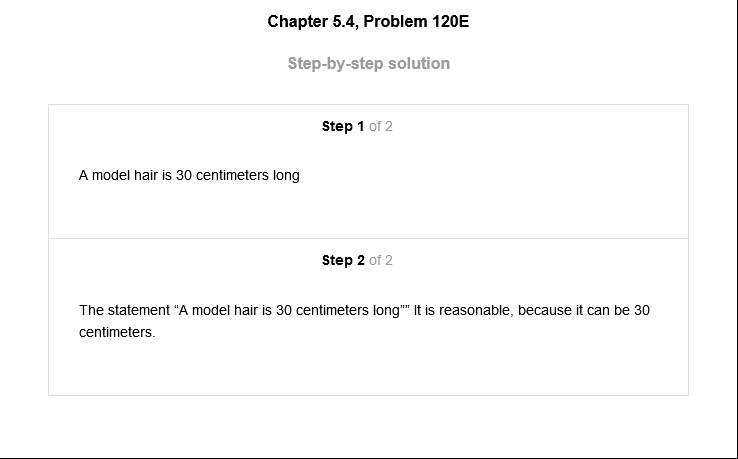 Chapter 5.4, Problem 120E
Step-by-step solution
Step 1 of 2
A model hair is 30 centimeters long
Step 2 of 2
The statement “A model hair is 30 centimeters long”” It is reasonable, because it can be 30
centimeters.